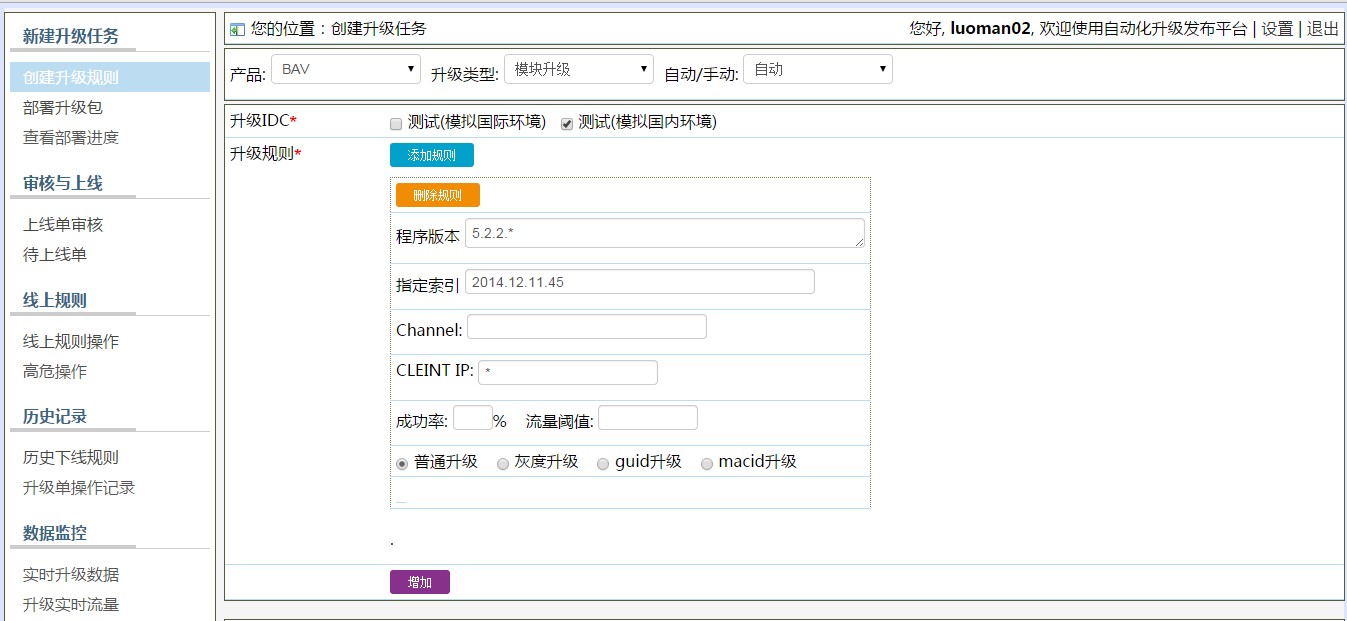 新建升级任务
创建升级规则
部署升级包
查看部署进度
审核与上线
上线单审核
待上线单
线上规则
线上规则操作
高危操作
历史记录
历史下线规则
升级单操作记录
数据监控
实时升级数据
升级实时流量
您的位置：创建升级任务
您好, luoman02, 欢迎使用自动化升级发布平台 | 设置 | 退出
产品: BAV 升级类型: 模块升级 自动/手动: 自动
升级IDC* 测试(模拟国际环境) 测试(模拟国内环境)
升级规则* 添加规则
删除规则
程序版本 5.2.2.*
指定索引 2014.12.11.45
Channel:
CLEINT IP: *
成功率: % 流量阈值:
普通升级 灰度升级 guid升级 macid升级
.
增加